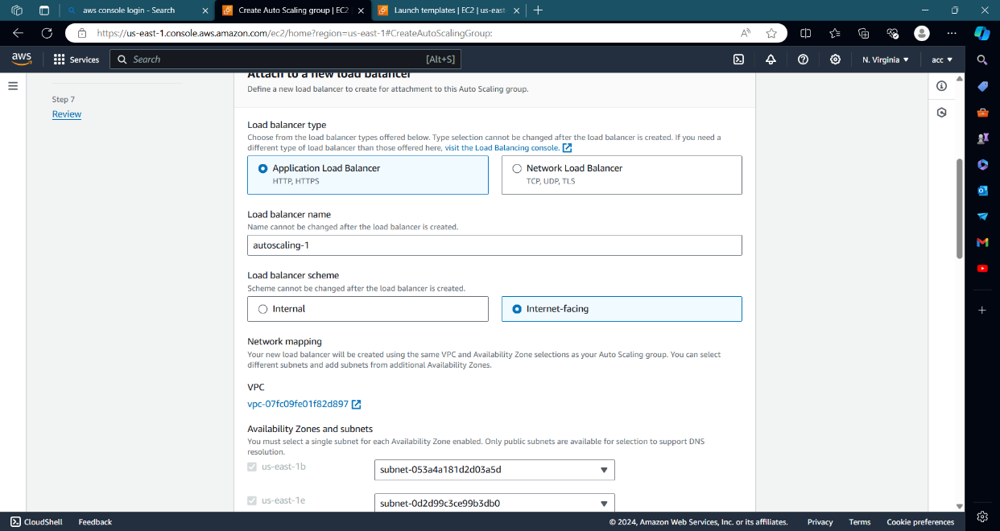 aws console login - Search
Create Auto Scaling group | EC2
Launch templates | EC2 | us-east
https://us-east-1.console.aws.amazon.com/ec2/home?region=us-east-1#CreateAutoScalingGroup:
aws
Services
Search
[Alt+S]
N. Virginia
acc
Step 7
Review
Attach to a new load balancer
Define a new load balancer to create for attachment to this Auto Scaling group.
Load balancer type
Choose from the load balancer types offered below. Type selection cannot be changed after the load balancer is created. If you need a
different type of load balancer than those offered here, visit the Load Balancing console.
Application Load Balancer
HTTP, HTTPS
Network Load Balancer
TCP, UDP, TLS
Load balancer name
Name cannot be changed after the load balancer is created.
autoscaling-1
Load balancer scheme
Scheme cannot be changed after the load balancer is created.
Internal
Internet-facing
Network mapping
Your new load balancer will be created using the same VPC and Availability Zone selections as your Auto Scaling group. You can select
different subnets and add subnets from additional Availability Zones.
VPC
vpc-07fc09fe01f82d897
Availability Zones and subnets
You must select a single subnet for each Availability Zone enabled. Only public subnets are available for selection to support DNS
resolution.
us-east-1b
subnet-053a4a181d2d03a5d
us-east-1e
subnet-0d2d99c3ce99b3db0
CloudShell
Feedback
© 2024, Amazon Web Services, Inc. or its affiliates.
Privacy
Terms
Cookie preferences